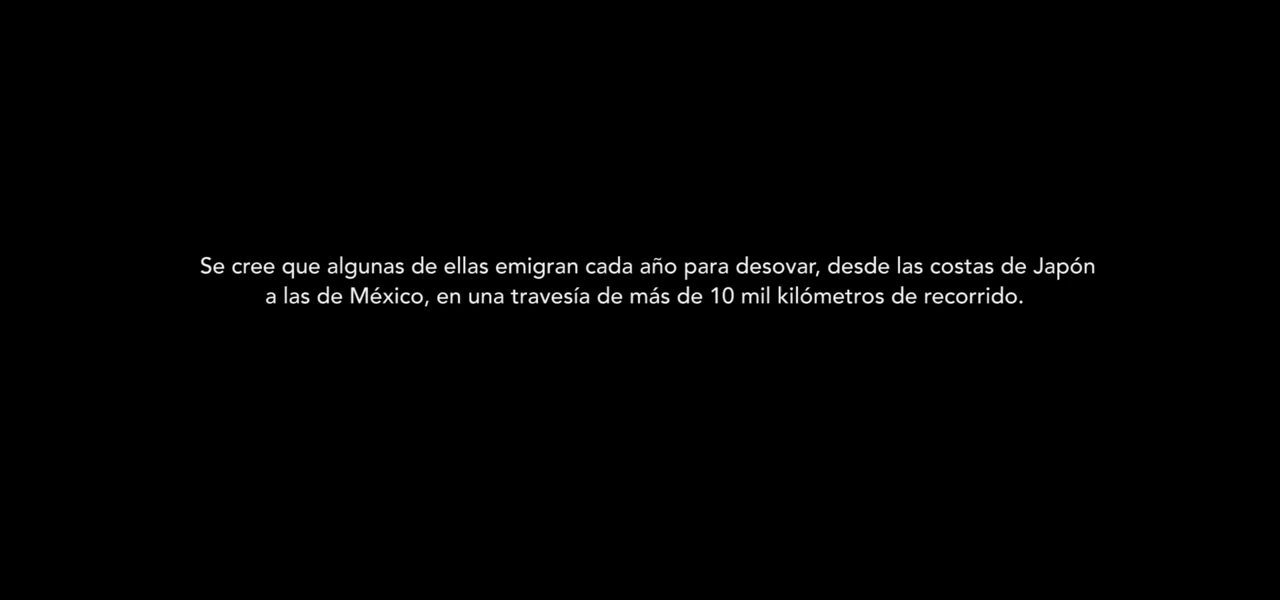 Se cree que algunas de ellas emigran cada año para desovar, desde las costas de Japón
a las de México, en una travesía de más de 10 mil kilómetros de recorrido.